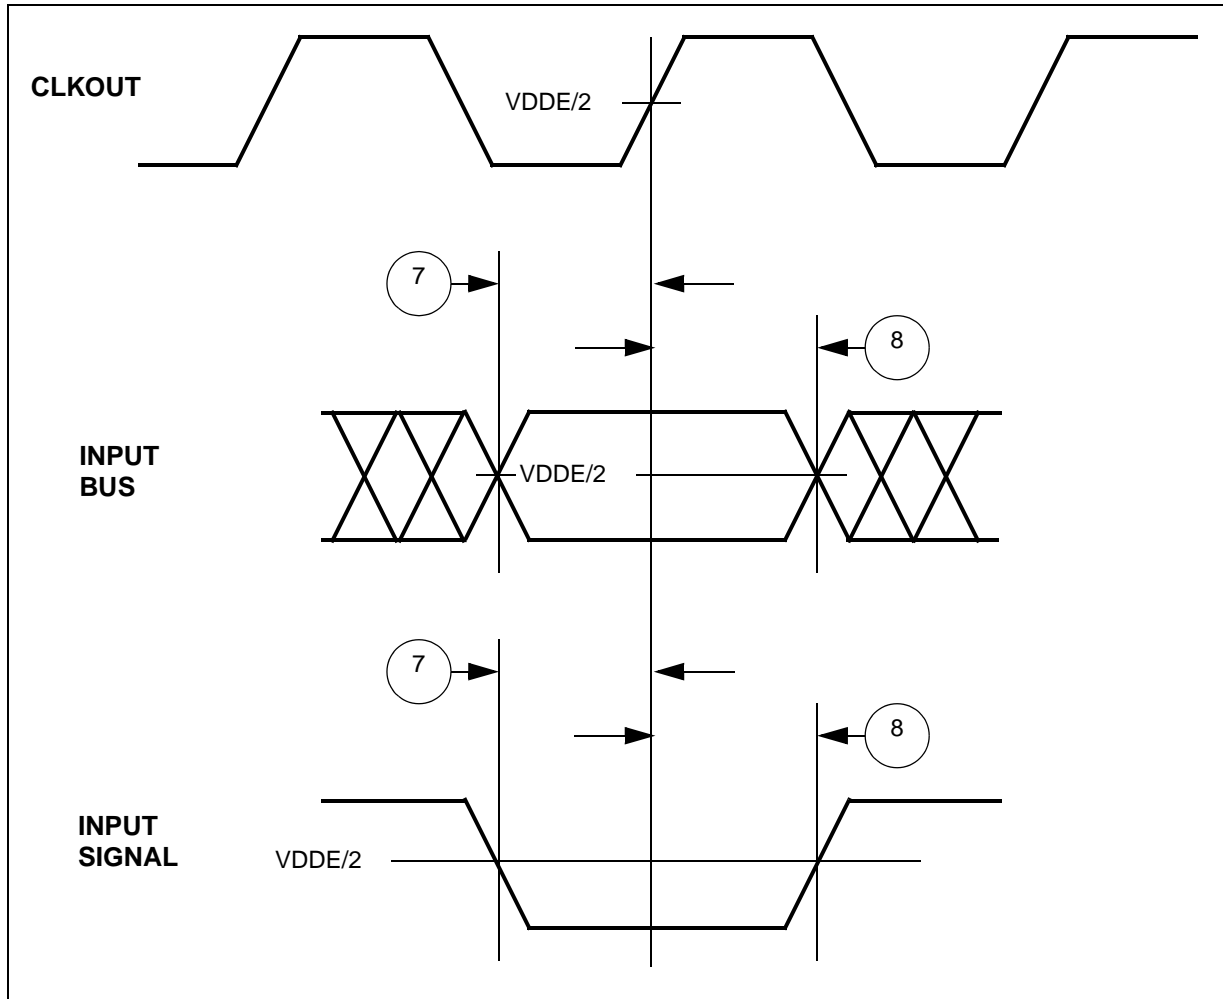 CLKOUT
VDDE/2
7
8
INPUT
BUS
VDDE/2
7
8
INPUT
SIGNAL
VDDE/2